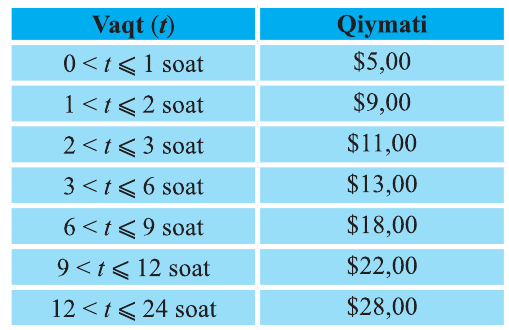 Vaqt (t) Qiymati
0 < t ⩽ 1 soat $5,00
1 < t ⩽ 2 soat $9,00
2 < t ⩽ 3 soat $11,00
3 < t ⩽ 6 soat $13,00
6 < t ⩽ 9 soat $18,00
9 < t ⩽ 12 soat $22,00
12 < t ⩽ 24 soat $28,00